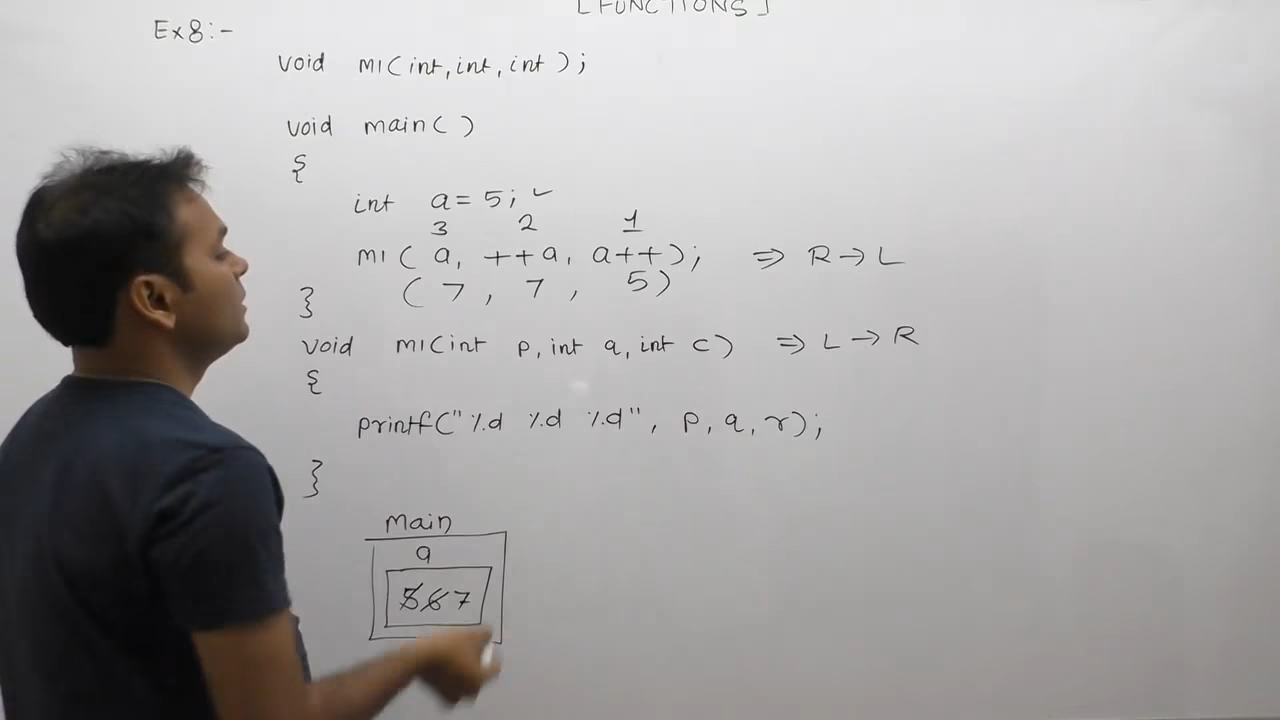 [ FUNCTIONS ]
Ex8:-
void m1(int, int, int );
void main( )
{
int a = 5; ✓
3 2 1
m1( a, ++a, a++); ⇒ R → L
( 7 , 7 , 5)
}
void m1(int p, int q, int c) ⇒ L → R
{
printf("%d %d %d", p, q, r);
}
main
a
5 6 7